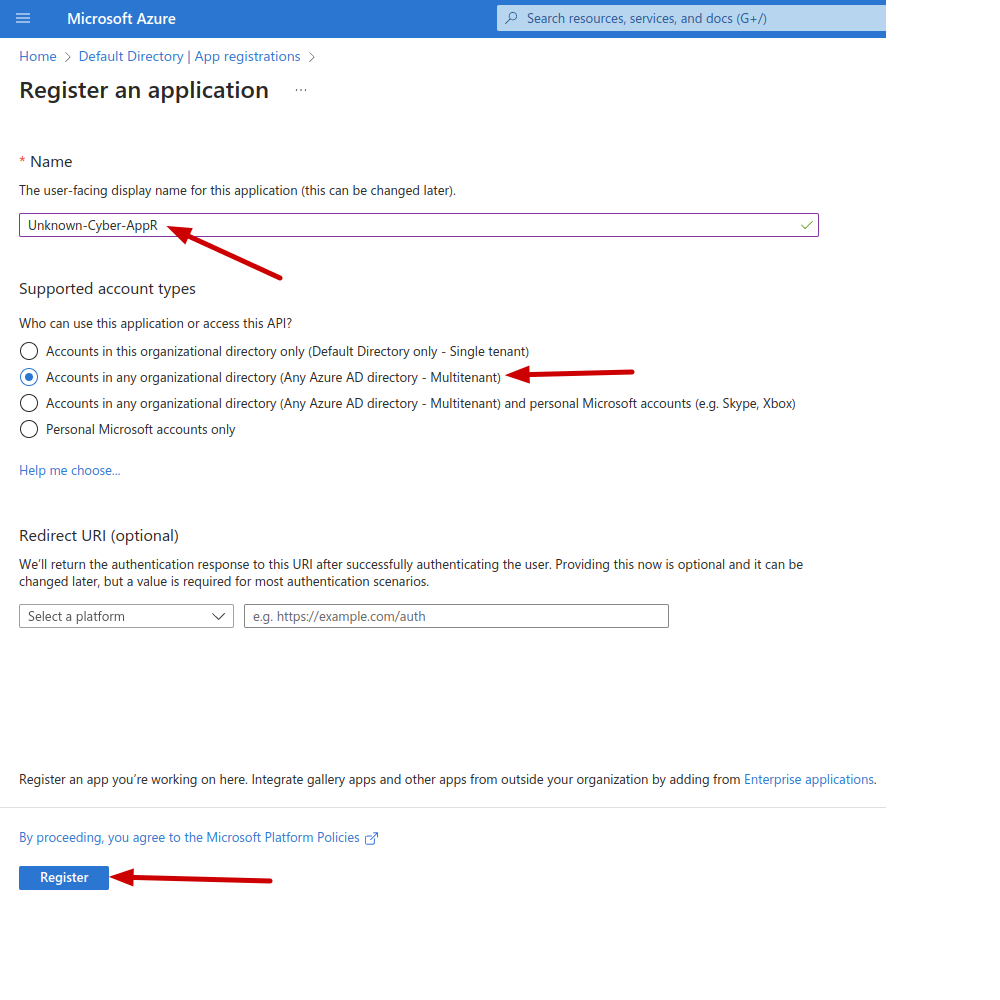 Microsoft Azure
Search resources, services, and docs (G+/)
Home > Default Directory | App registrations >
Register an application ...
* Name
The user-facing display name for this application (this can be changed later).
Unknown-Cyber-AppR
Supported account types
Who can use this application or access this API?
Accounts in this organizational directory only (Default Directory only - Single tenant)
Accounts in any organizational directory (Any Azure AD directory - Multitenant)
Accounts in any organizational directory (Any Azure AD directory - Multitenant) and personal Microsoft accounts (e.g. Skype, Xbox)
Personal Microsoft accounts only
Help me choose...
Redirect URI (optional)
We'll return the authentication response to this URI after successfully authenticating the user. Providing this now is optional and it can be
changed later, but a value is required for most authentication scenarios.
Select a platform
e.g. https://example.com/auth
Register an app you're working on here. Integrate gallery apps and other apps from outside your organization by adding from Enterprise applications.
By proceeding, you agree to the Microsoft Platform Policies
Register